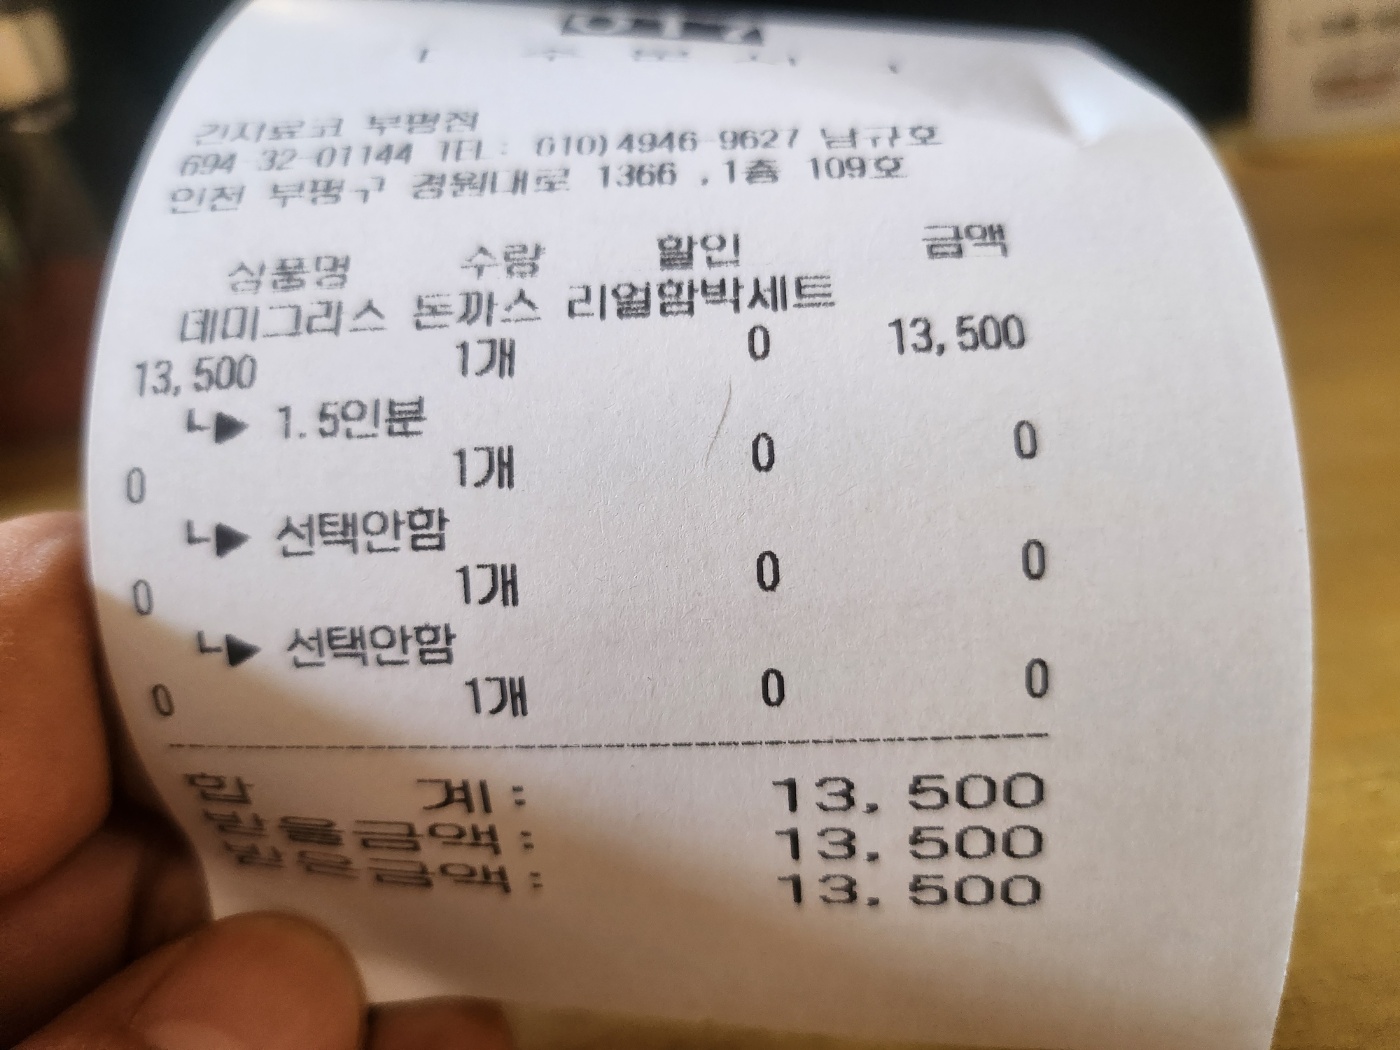 긴자료코 부평점
694-32-01144 TEL: 010)4946-9627 남규호
인천 부평구 경원대로 1366 ,1층 109호
상품명 수량 할인 금액
데미그라스 돈까스 리얼함박세트
13,500 1개 0 13,500
┗▶ 1.5인분
0 1개 0 0
┗▶ 선택안함
0 1개 0 0
┗▶ 선택안함
0 1개 0 0
합 계: 13,500
받을금액: 13,500
받은금액: 13,500